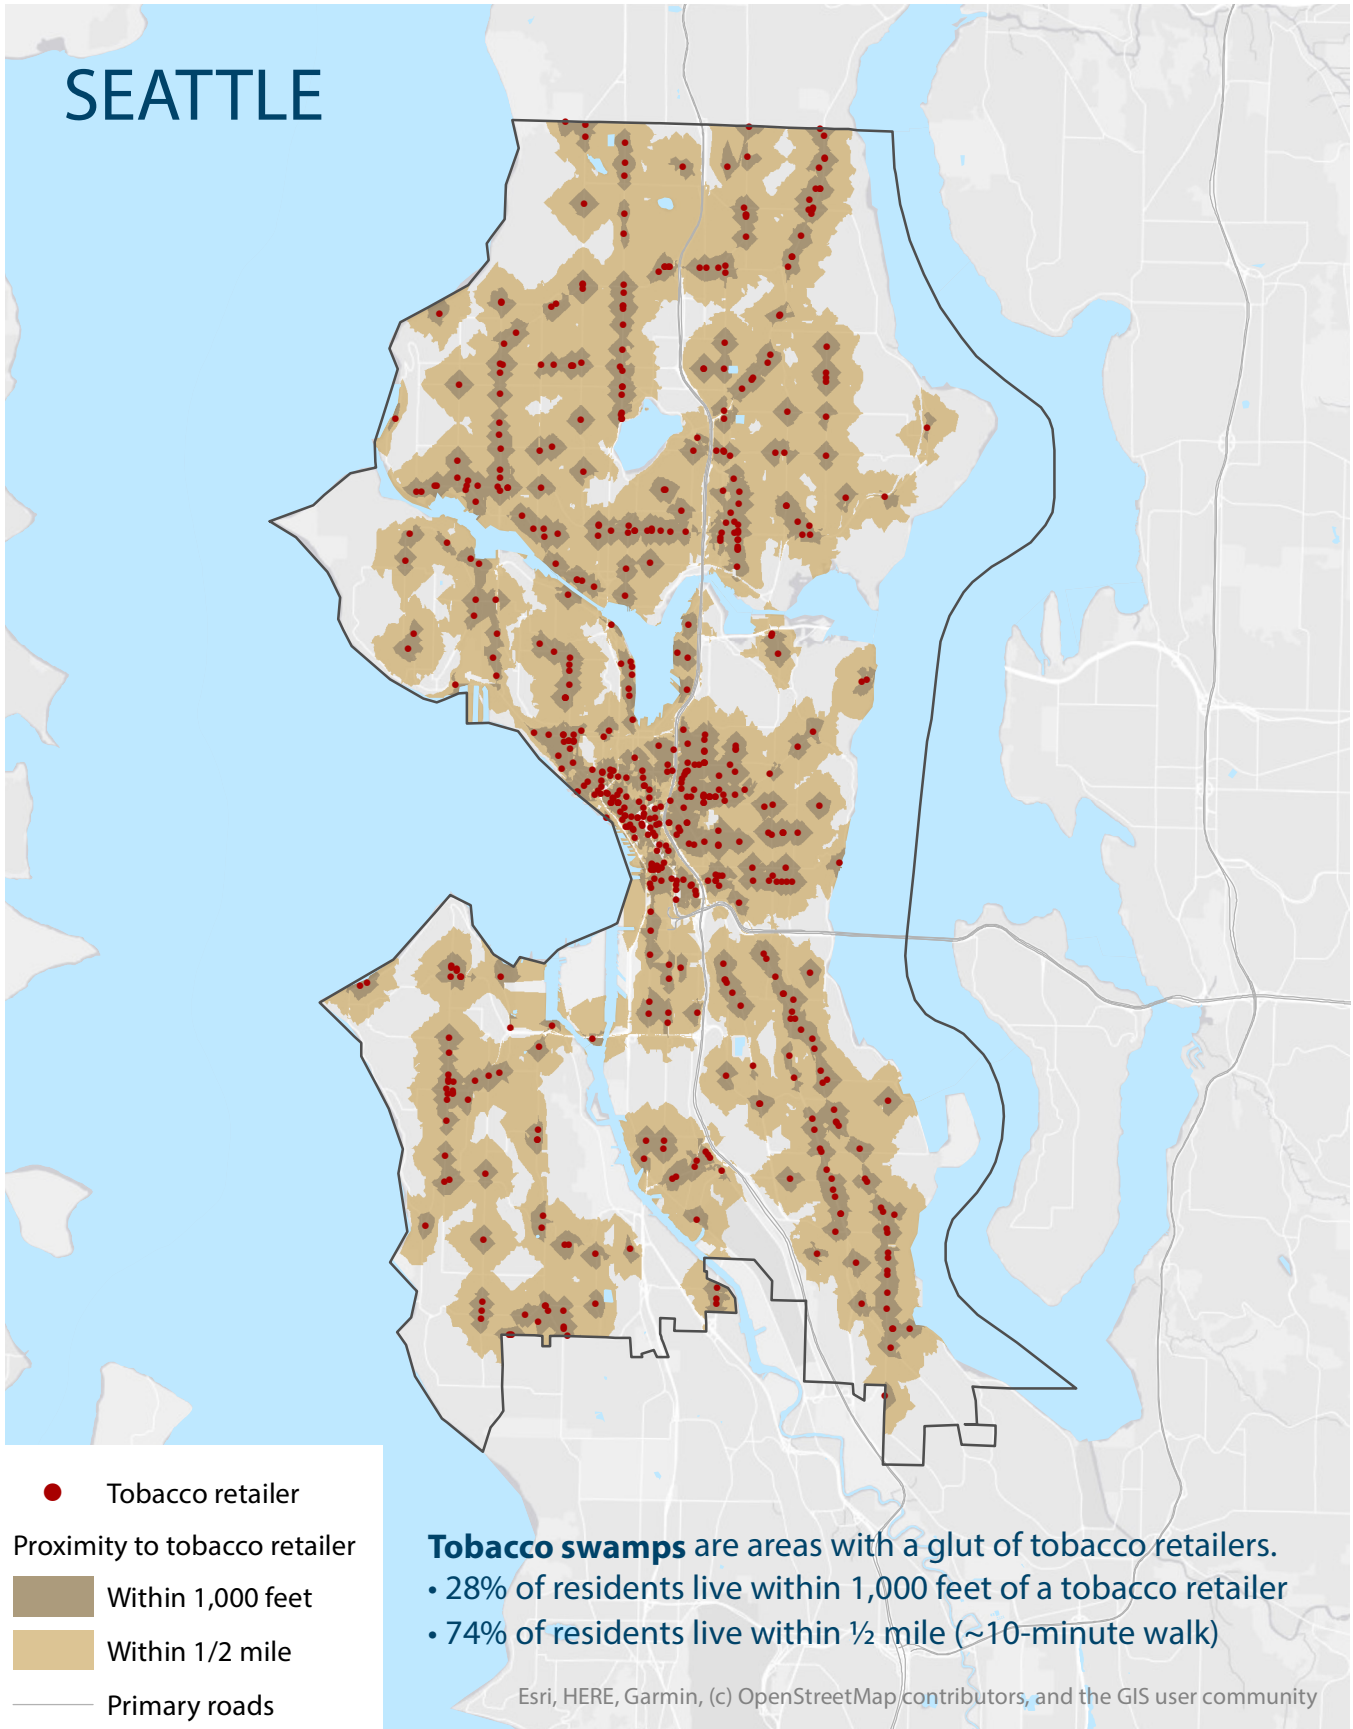 SEATTLE
Tobacco retailer
Proximity to tobacco retailer
Within 1,000 feet
Within 1/2 mile
Primary roads
Tobacco swamps are areas with a glut of tobacco retailers.
• 28% of residents live within 1,000 feet of a tobacco retailer
• 74% of residents live within ½ mile (~10-minute walk)
Esri, HERE, Garmin, (c) OpenStreetMap contributors, and the GIS user community